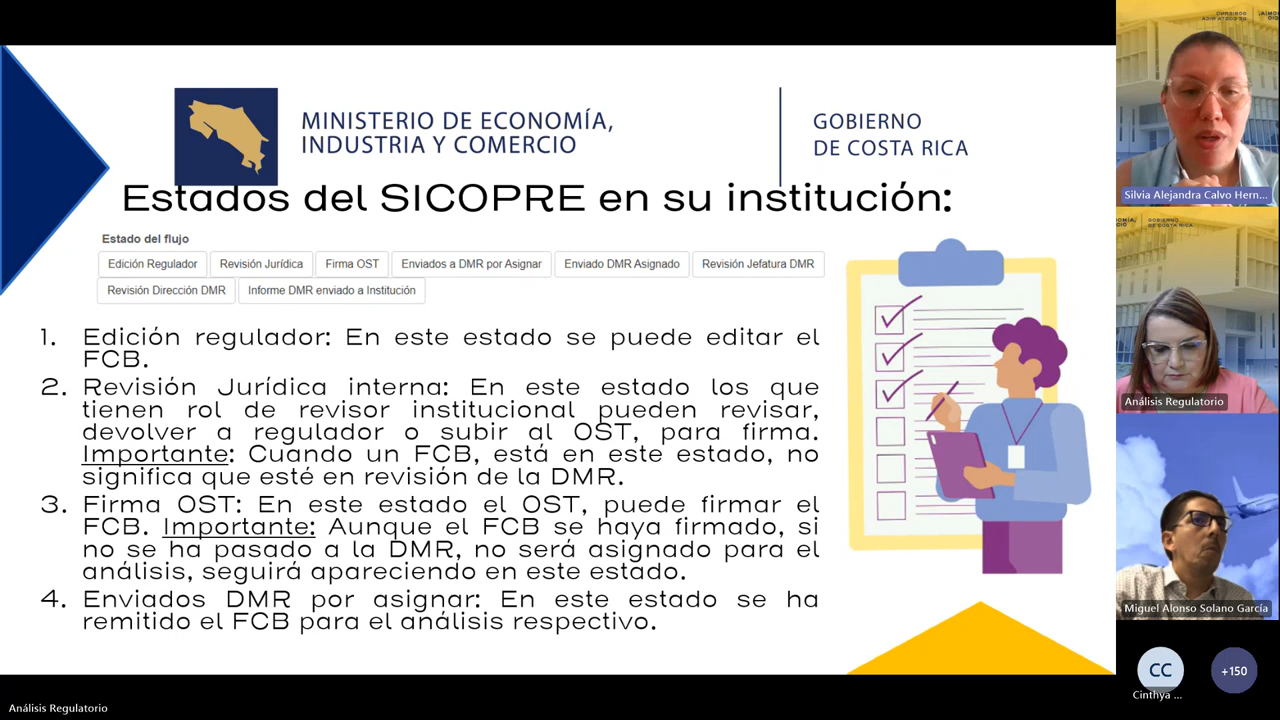 MINISTERIO DE ECONOMÍA,
INDUSTRIA Y COMERCIO
GOBIERNO
DE COSTA RICA
Estados del SICOPRE en su institución:
Estado del flujo
Edición Regulador
Revisión Jurídica
Firma OST
Enviados a DMR por Asignar
Enviado DMR Asignado
Revisión Jefatura DMR
Revisión Dirección DMR
Informe DMR enviado a Institución
1. Edición regulador: En este estado se puede editar el
FCB.
2. Revisión Jurídica interna: En este estado los que
tienen rol de revisor institucional pueden revisar,
devolver a regulador o subir al OST, para firma.
Importante: Cuando un FCB, está en este estado, no
significa que esté en revisión de la DMR.
3. Firma OST: En este estado el OST, puede firmar el
FCB. Importante: Aunque el FCB se haya firmado, si
no se ha pasado a la DMR, no será asignado para el
análisis, seguirá apareciendo en este estado.
4. Enviados DMR por asignar: En este estado se ha
remitido el FCB para el análisis respectivo.
Silvia Alejandra Calvo Hern...
GOBIERNO
DE COSTA RICA
Análisis Regulatorio
Miguel Alonso Solano García
CC
+150
Cinthya ...
Análisis Regulatorio